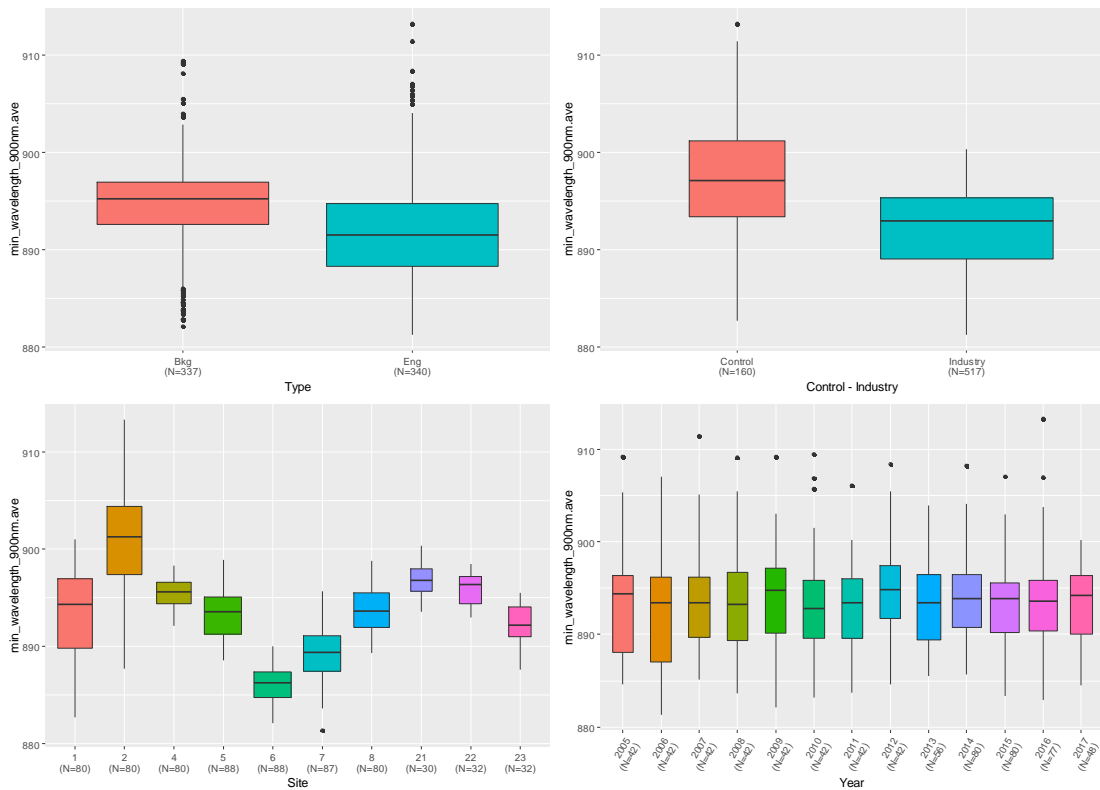 min_wavelength_900nm.ave
910
900
890
880
Bkg
(N=337)
Eng
(N=340)
Type
min_wavelength_900nm.ave
910
900
890
880
Control
(N=160)
Industry
(N=517)
Control - Industry
min_wavelength_900nm.ave
910
900
890
880
1 2 4 5 6 7 8 21 22 23
(N=80) (N=80) (N=80) (N=88) (N=88) (N=87) (N=80) (N=30) (N=32) (N=32)
Site
min_wavelength_900nm.ave
910
900
890
880
2005
(N=42)
2006
(N=42)
2007
(N=42)
2008
(N=42)
2009
(N=42)
2010
(N=42)
2011
(N=42)
2012
(N=42)
2013
(N=56)
2014
(N=80)
2015
(N=80)
2016
(N=77)
2017
(N=48)
Year